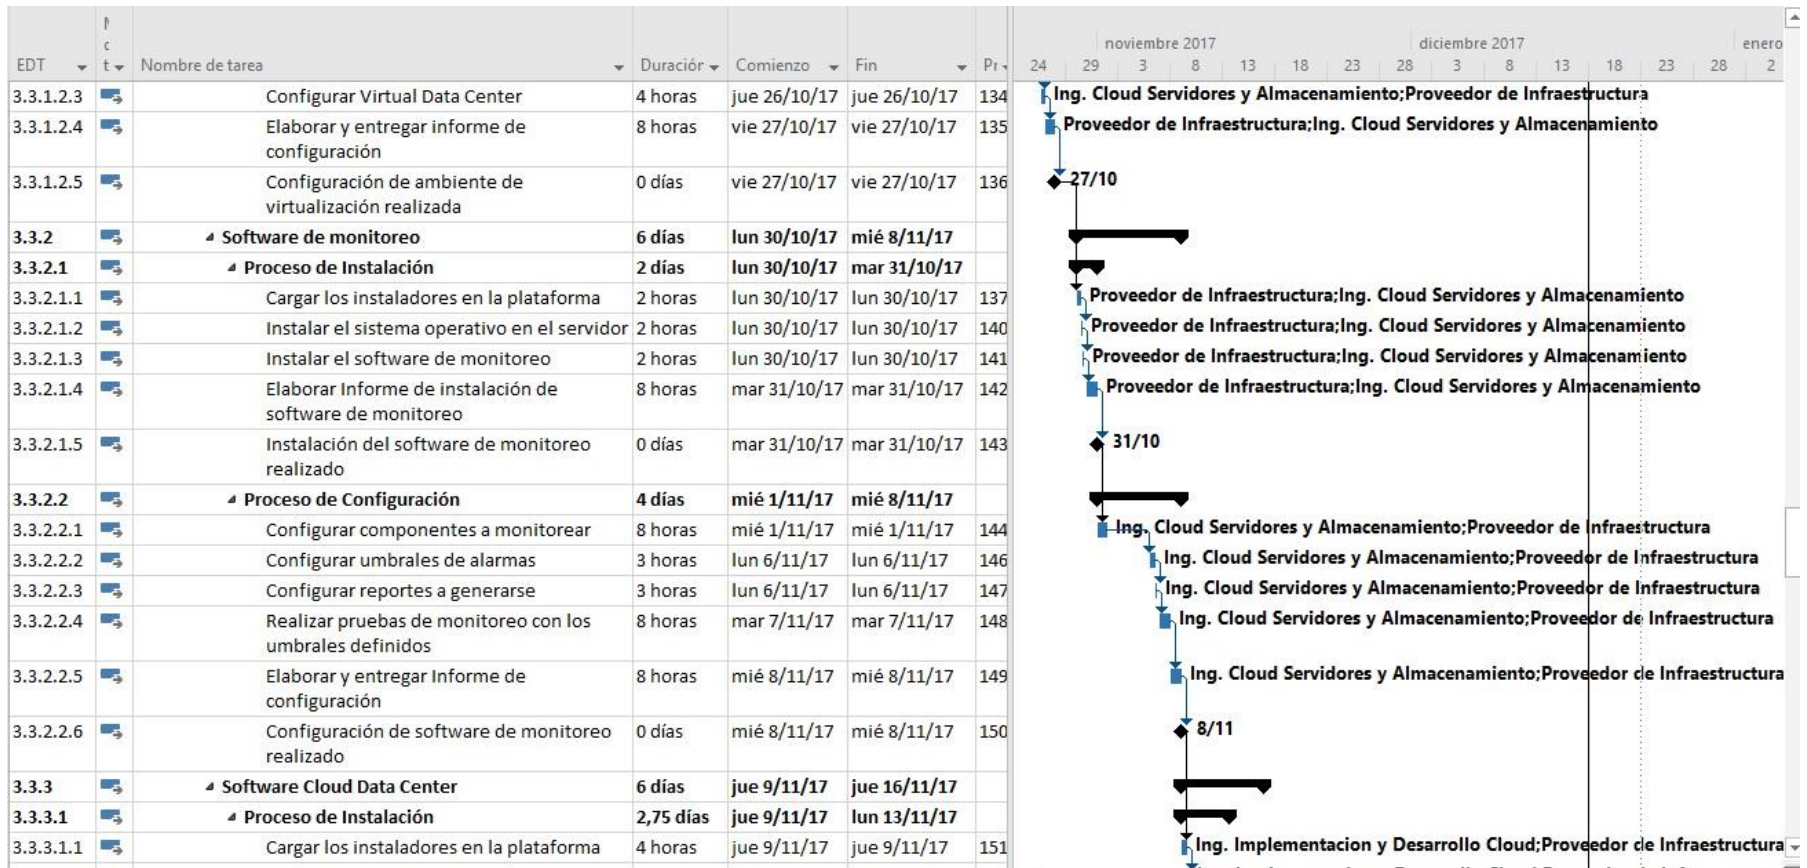 noviembre 2017 diciembre 2017 enero
EDT Nombre de tarea Duraciór Comienzo Fin 24 29 3 8 13 18 23 28 3 8 13 18 23 28 2
3.3.1.2.3 Configurar Virtual Data Center 4 horas jue 26/10/17 jue 26/10/17 134 Ing. Cloud Servidores y Almacenamiento;Proveedor de Infraestructura
3.3.1.2.4 Elaborar y entregar informe de 8 horas vie 27/10/17 vie 27/10/17 135 Proveedor de Infraestructura;Ing. Cloud Servidores y Almacenamiento
configuración
3.3.1.2.5 Configuración de ambiente de 0 días vie 27/10/17 vie 27/10/17 136 27/10
virtualización realizada
3.3.2 Software de monitoreo 6 días lun 30/10/17 mié 8/11/17
3.3.2.1 Proceso de Instalación 2 días lun 30/10/17 mar 31/10/17
3.3.2.1.1 Cargar los instaladores en la plataforma 2 horas lun 30/10/17 lun 30/10/17 137 Proveedor de Infraestructura;Ing. Cloud Servidores y Almacenamiento
3.3.2.1.2 Instalar el sistema operativo en el servidor 2 horas lun 30/10/17 lun 30/10/17 140 Proveedor de Infraestructura;Ing. Cloud Servidores y Almacenamiento
3.3.2.1.3 Instalar el software de monitoreo 2 horas lun 30/10/17 lun 30/10/17 141 Proveedor de Infraestructura;Ing. Cloud Servidores y Almacenamiento
3.3.2.1.4 Elaborar Informe de instalación de 8 horas mar 31/10/17 mar 31/10/17 142 Proveedor de Infraestructura;Ing. Cloud Servidores y Almacenamiento
software de monitoreo
3.3.2.1.5 Instalación del software de monitoreo 0 días mar 31/10/17 mar 31/10/17 143 31/10
realizado
3.3.2.2 Proceso de Configuración 4 días mié 1/11/17 mié 8/11/17
3.3.2.2.1 Configurar componentes a monitorear 8 horas mié 1/11/17 mié 1/11/17 144 Ing. Cloud Servidores y Almacenamiento;Proveedor de Infraestructura
3.3.2.2.2 Configurar umbrales de alarmas 3 horas lun 6/11/17 lun 6/11/17 146 Ing. Cloud Servidores y Almacenamiento;Proveedor de Infraestructura
3.3.2.2.3 Configurar reportes a generarse 3 horas lun 6/11/17 lun 6/11/17 147 Ing. Cloud Servidores y Almacenamiento;Proveedor de Infraestructura
3.3.2.2.4 Realizar pruebas de monitoreo con los 8 horas mar 7/11/17 mar 7/11/17 148 Ing. Cloud Servidores y Almacenamiento;Proveedor de Infraestructura
umbrales definidos
3.3.2.2.5 Elaborar y entregar Informe de 8 horas mié 8/11/17 mié 8/11/17 149 Ing. Cloud Servidores y Almacenamiento;Proveedor de Infraestructura
configuración
3.3.2.2.6 Configuración de software de monitoreo 0 días mié 8/11/17 mié 8/11/17 150 8/11
realizado
3.3.3 Software Cloud Data Center 6 días jue 9/11/17 jue 16/11/17
3.3.3.1 Proceso de Instalación 2,75 días jue 9/11/17 lun 13/11/17
3.3.3.1.1 Cargar los instaladores en la plataforma 4 horas jue 9/11/17 jue 9/11/17 151 Ing. Implementacion y Desarrollo Cloud;Proveedor de Infraestructura